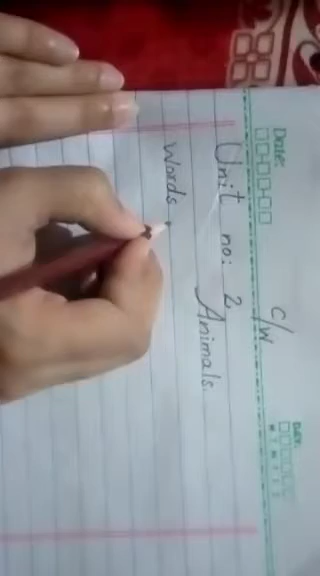 Date:
DAY:
M T W T F S
c/w
Unit no: 2, Animals.
Words